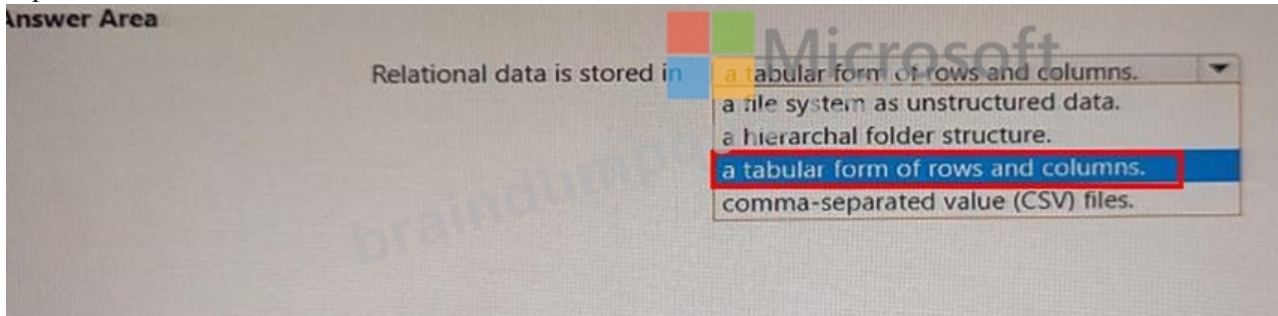 Answer Area
Microsoft
Relational data is stored in a tabular form of rows and columns.
a file system as unstructured data.
a hierarchal folder structure.
a tabular form of rows and columns.
comma-separated value (CSV) files.